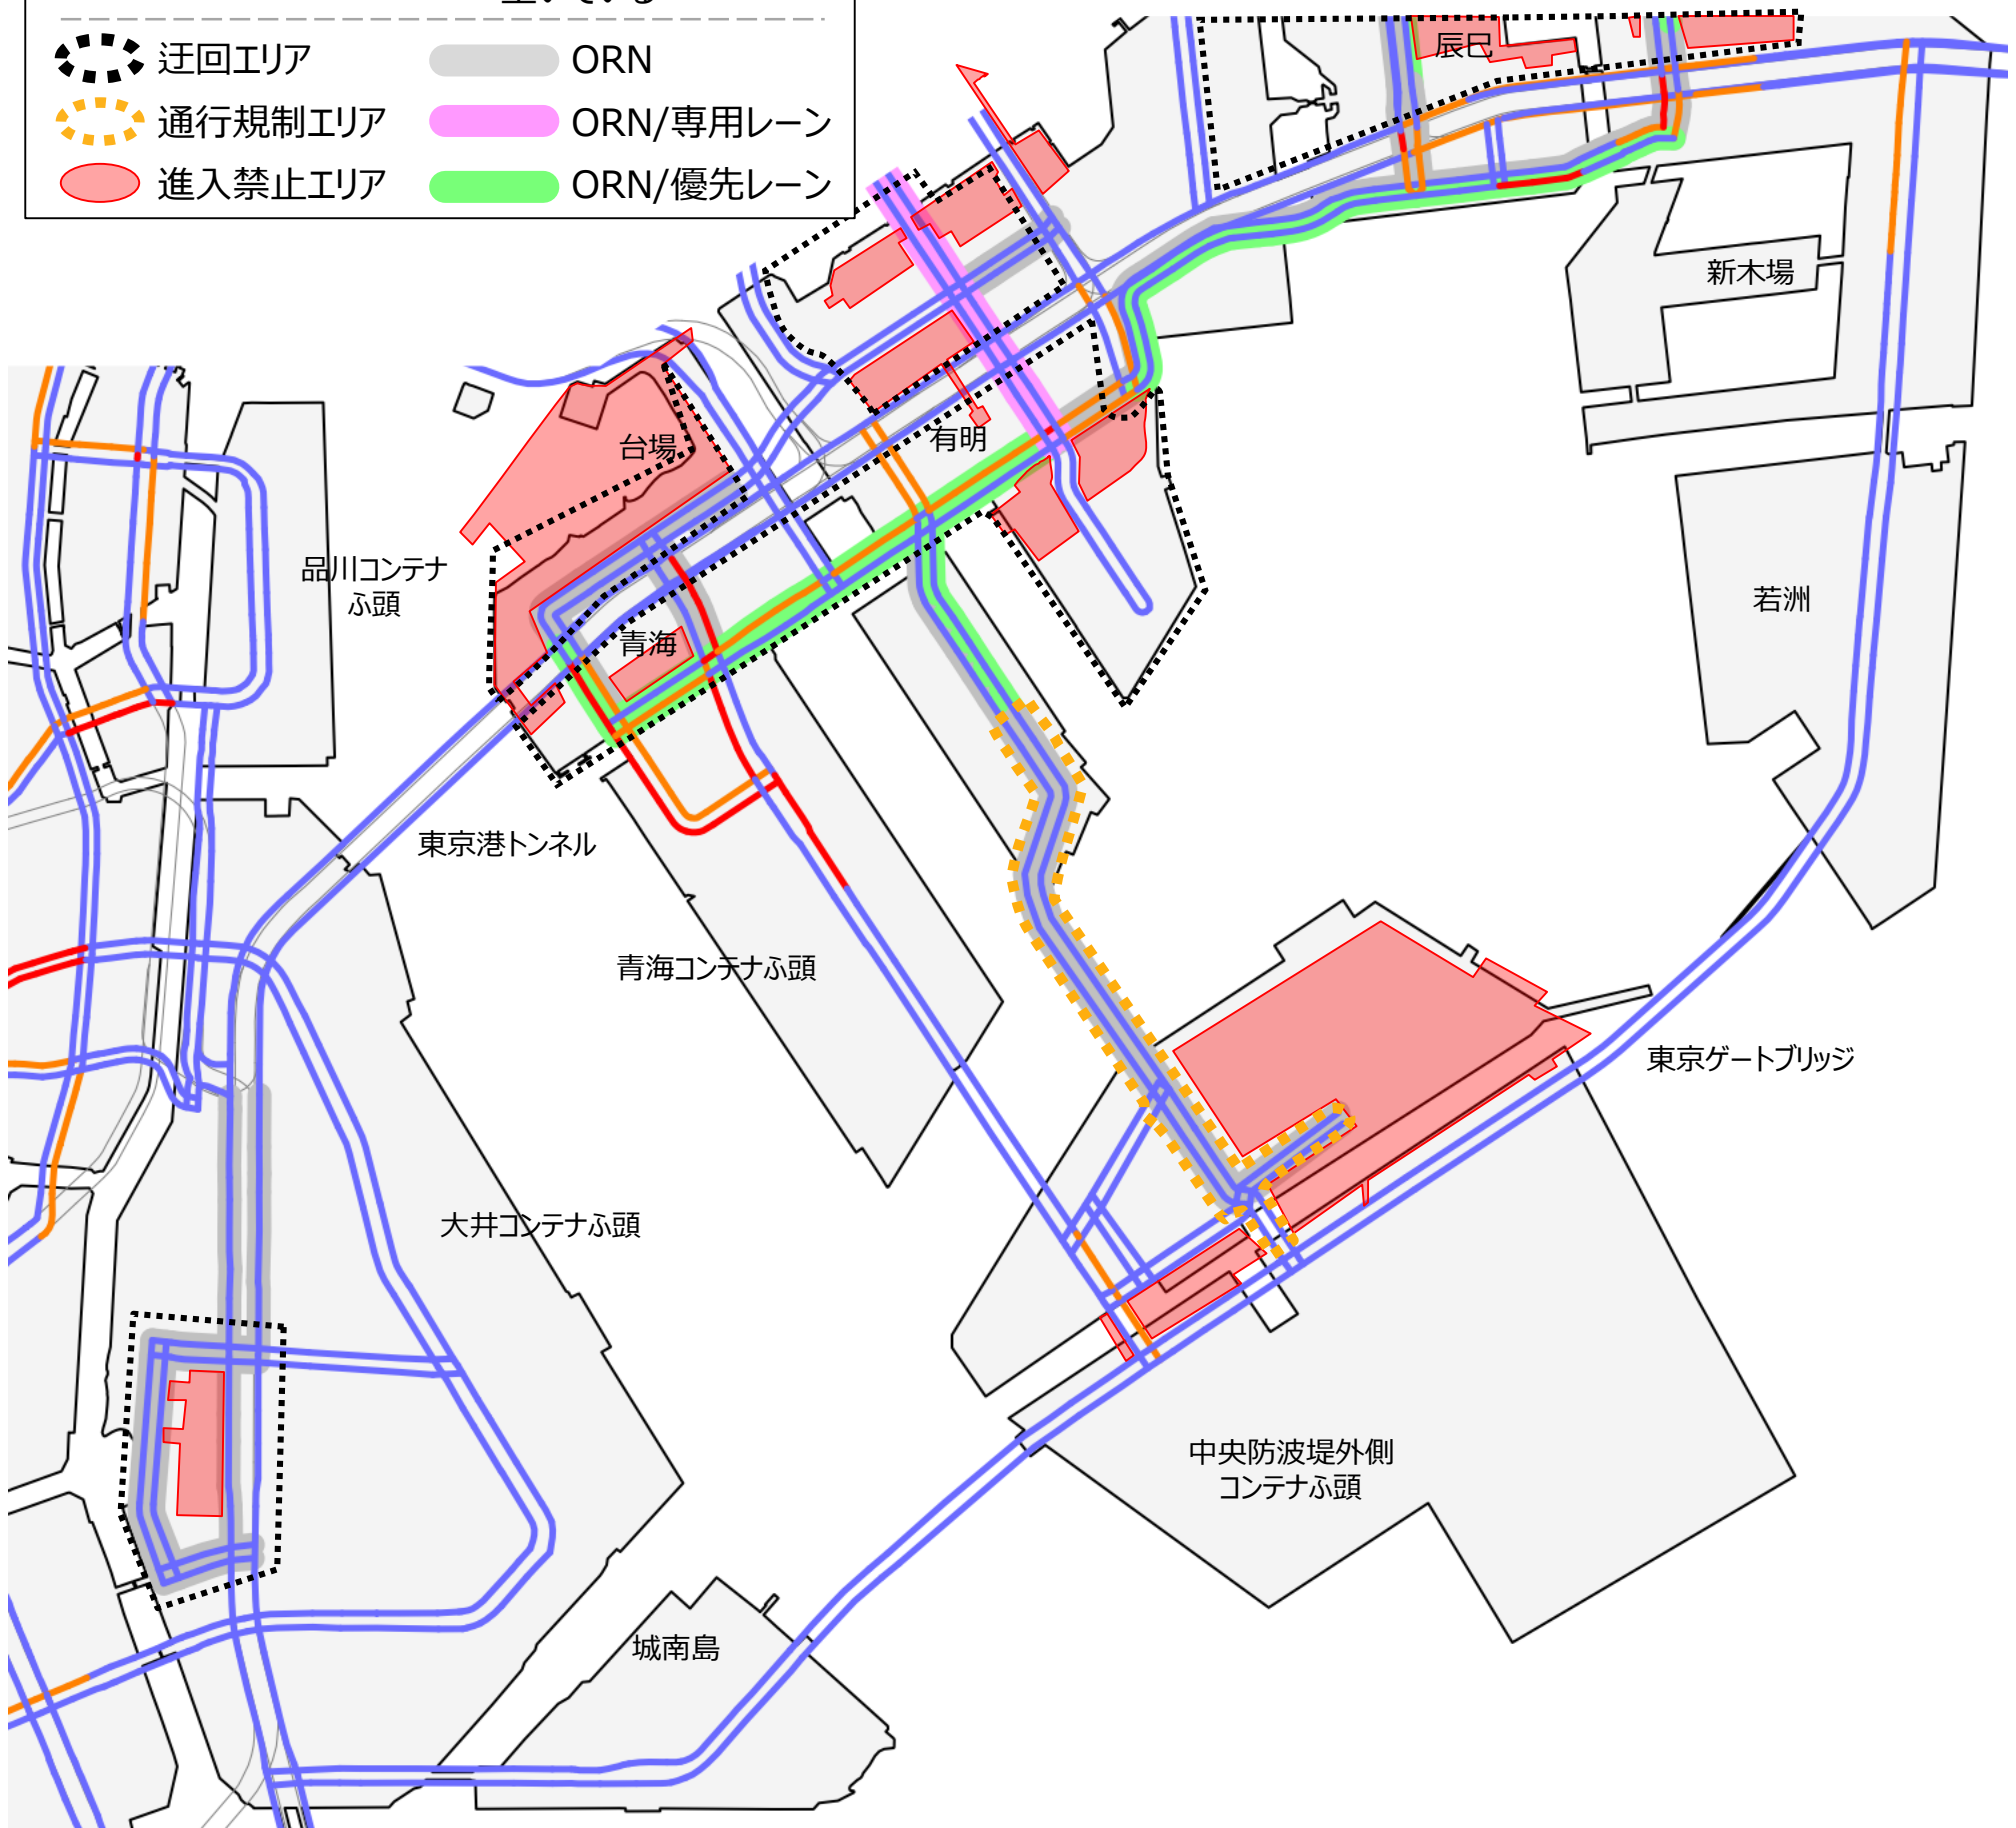 空いている
迂回エリア
ORN
通行規制エリア
ORN/専用レーン
進入禁止エリア
ORN/優先レーン
辰巳
新木場
台場
有明
品川コンテナ
ふ頭
若洲
青海
東京港トンネル
青海コンテナふ頭
東京ゲートブリッジ
大井コンテナふ頭
中央防波堤外側
コンテナふ頭
城南島